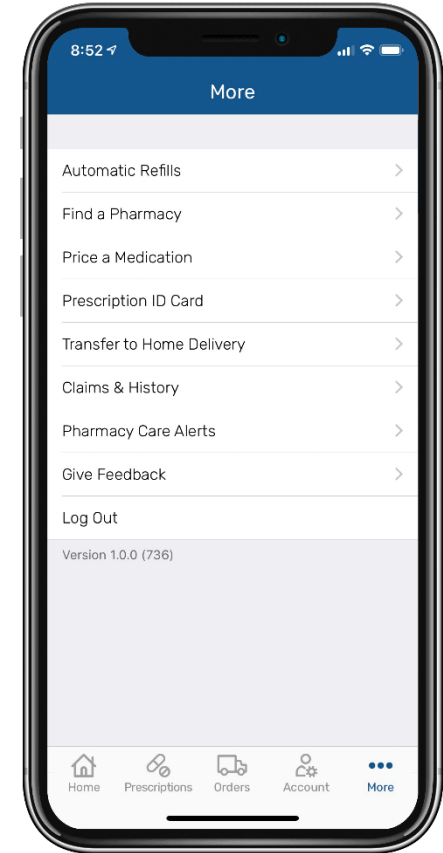 8:52
More
Automatic Refills
Find a Pharmacy
Price a Medication
Prescription ID Card
Transfer to Home Delivery
Claims & History
Pharmacy Care Alerts
Give Feedback
Log Out
Version 1.0.0 (736)
Home Prescriptions Orders Account More